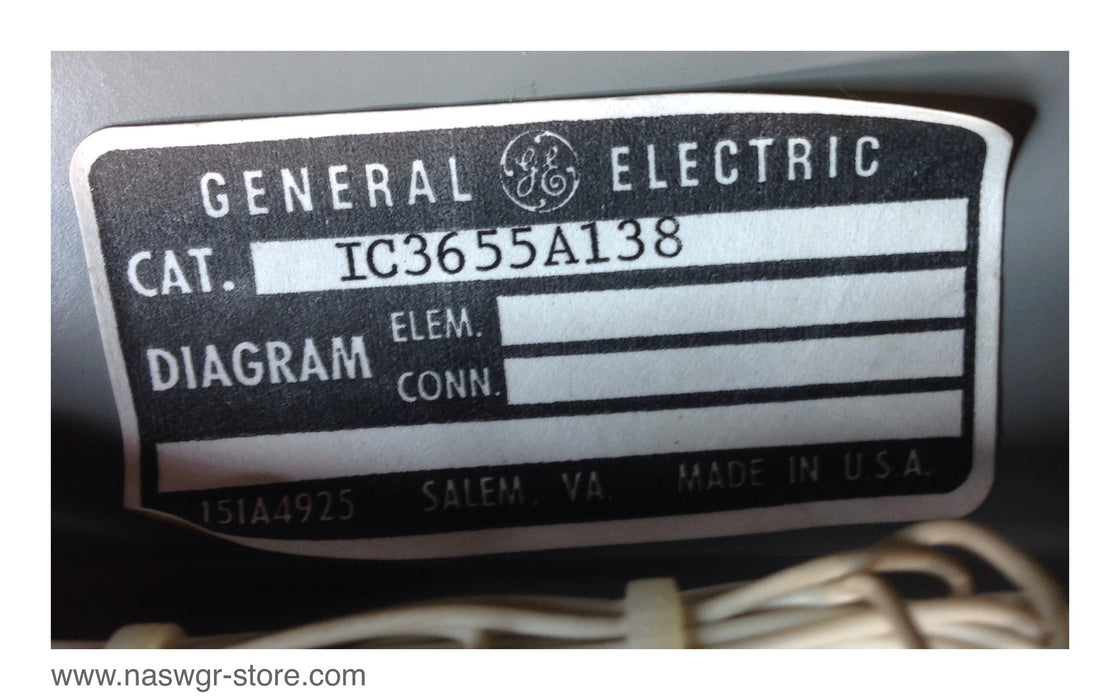 GENERAL GE ELECTRIC
CAT. IC3655A138
DIAGRAM ELEM.
CONN.
151A4925 SALEM, VA. MADE IN U.S.A.
www.naswgr-store.com